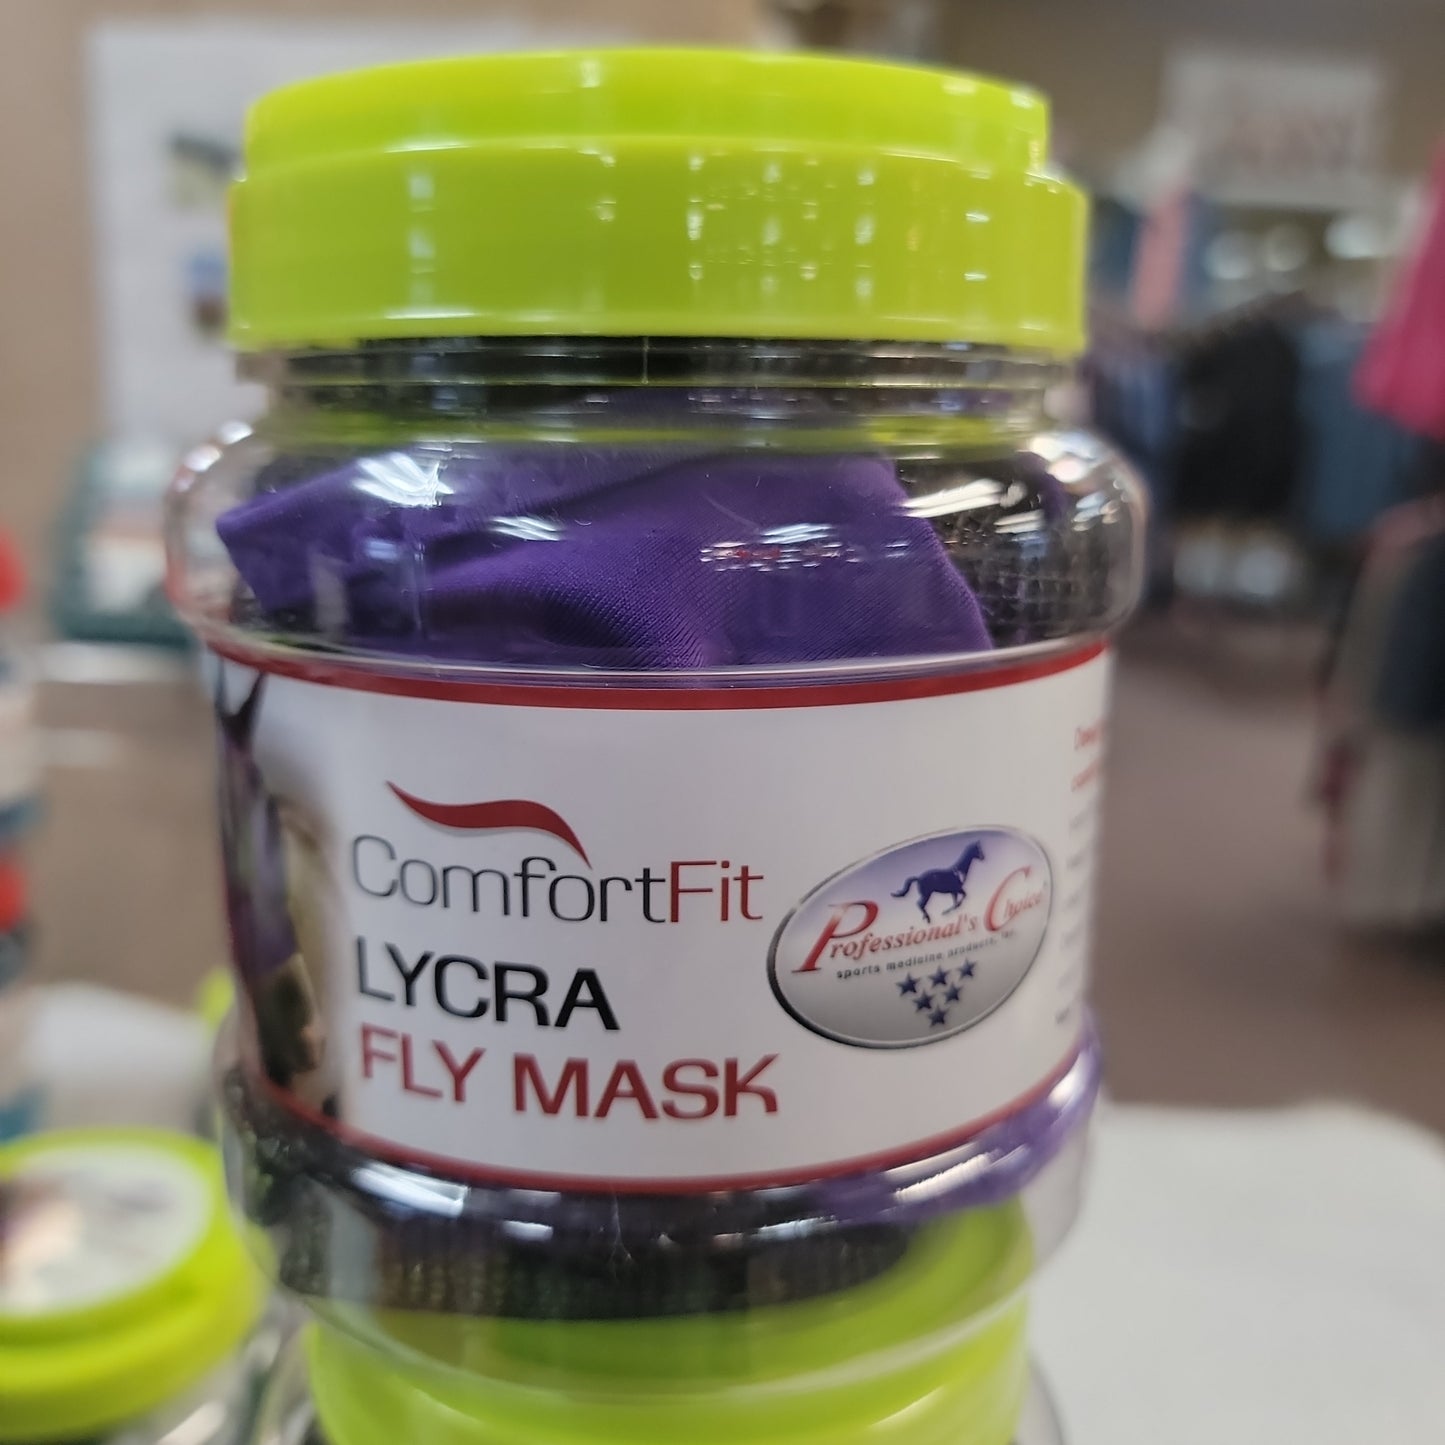 ComfortFit
LYCRA
FLY MASK
Professional's Choice
sports medicine products, inc.